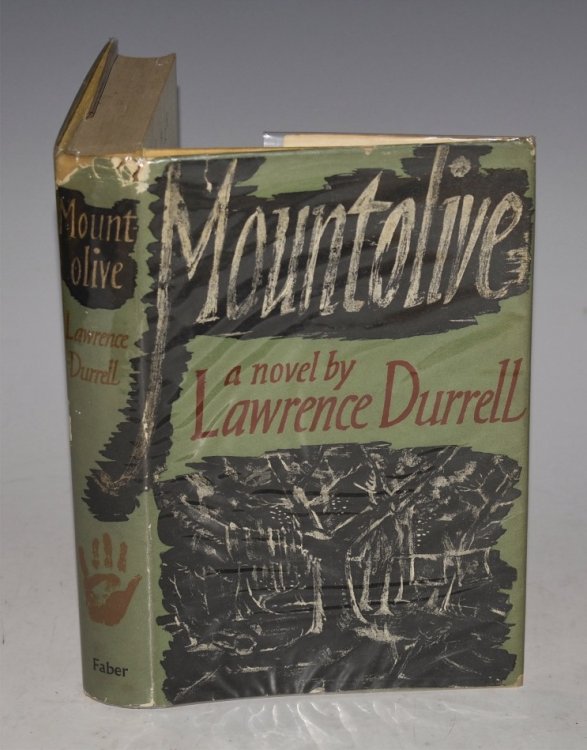 Mount
olive
Lawrence
Durrell
Faber
Mountolive
a novel by
Lawrence Durrell